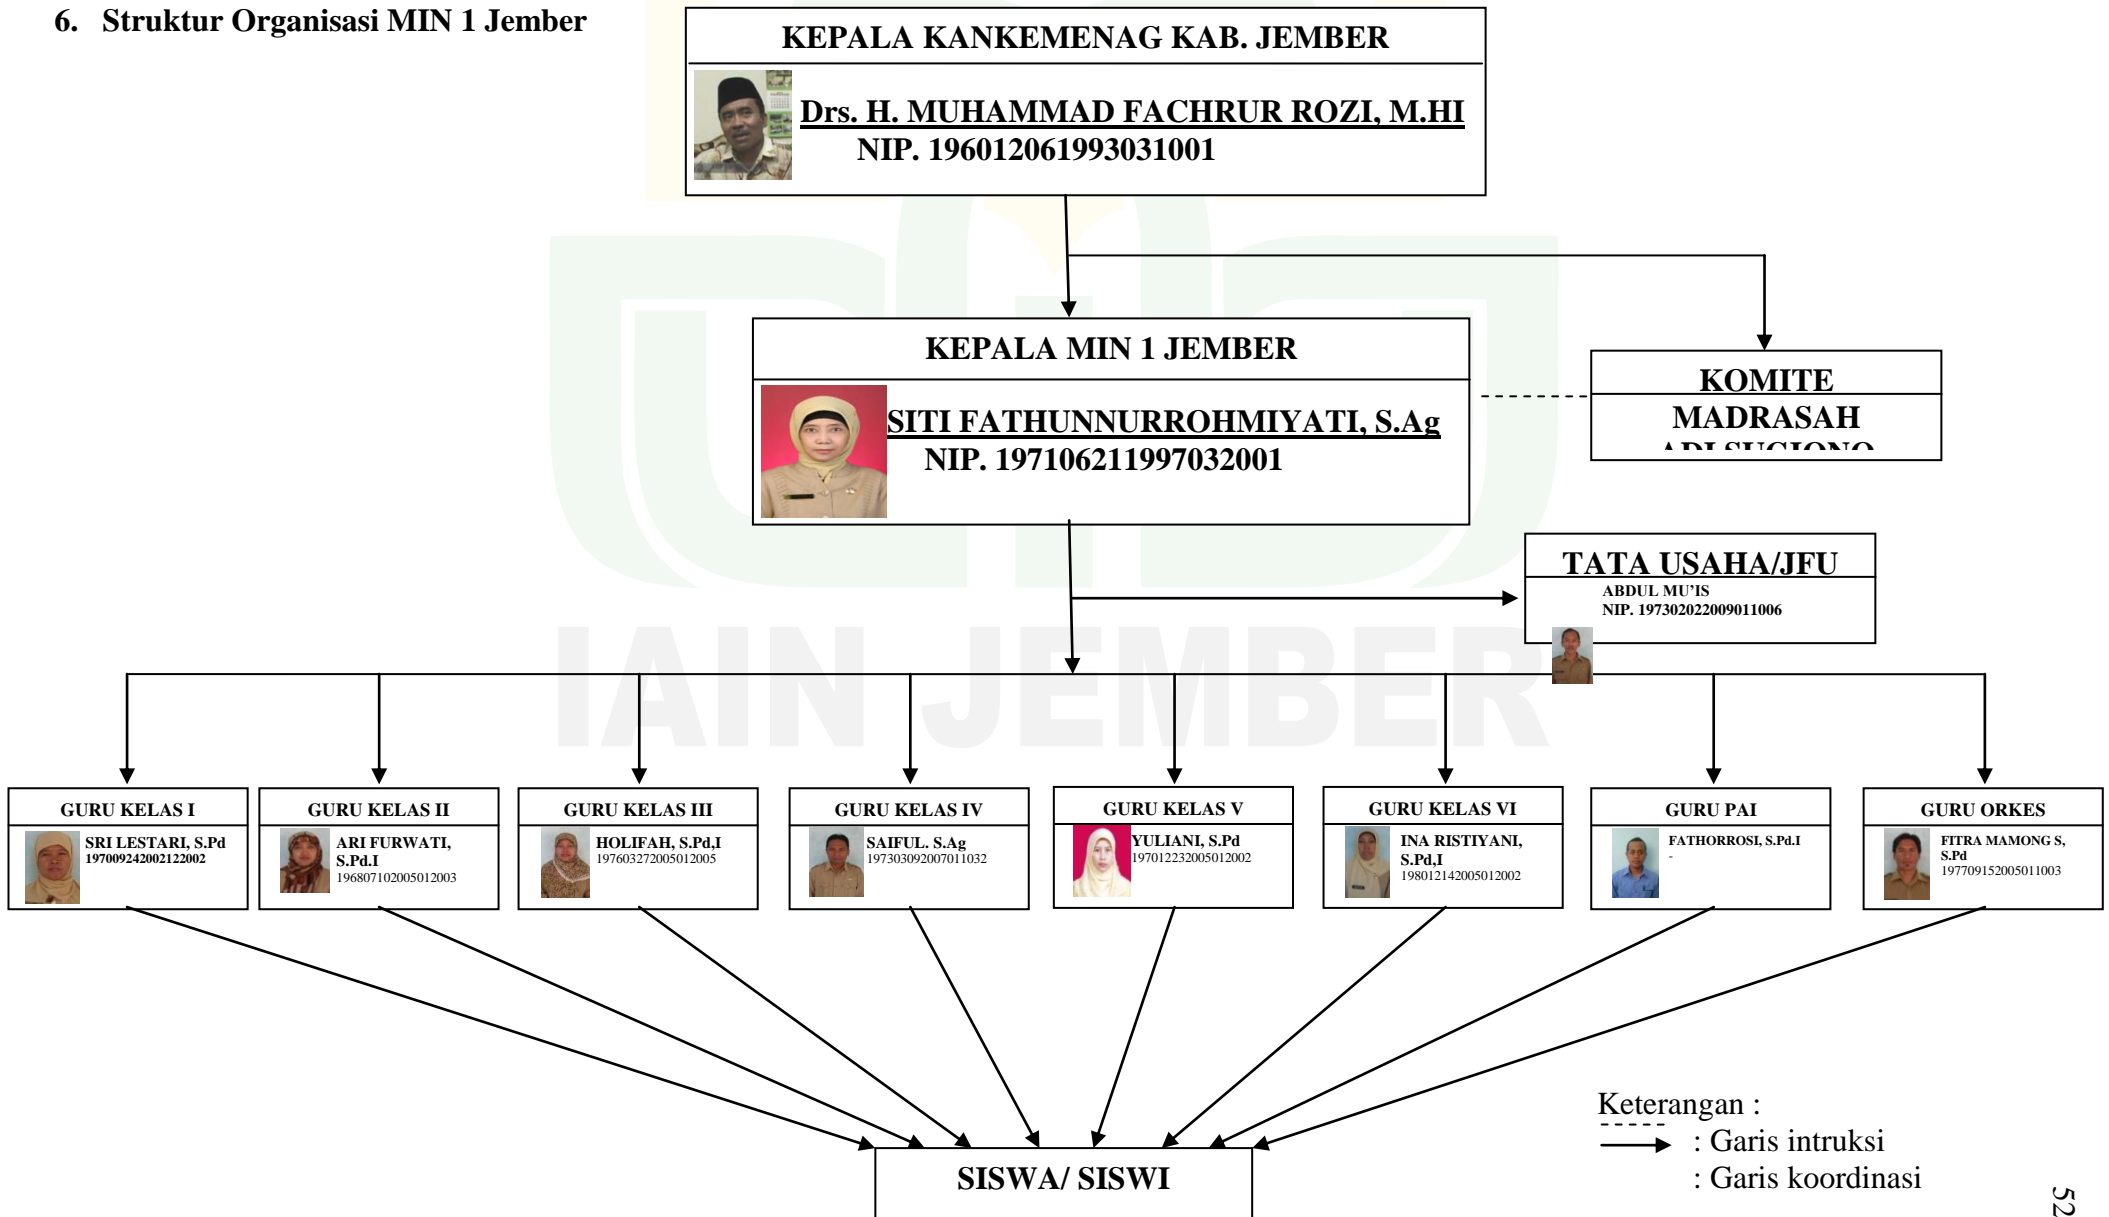 6. Struktur Organisasi MIN 1 Jember
KEPALA KANKEMENAG KAB. JEMBER
Drs. H. MUHAMMAD FACHRUR ROZI, M.HI
NIP. 196012061993031001
KEPALA MIN 1 JEMBER
SITI FATHUNNURROHMIYATI, S.Ag
NIP. 197106211997032001
KOMITE
MADRASAH
ADI SUGIONO
TATA USAHA/JFU
ABDUL MU'IS
NIP. 197302022009011006
IAIN JEMBER
GURU KELAS I
SRI LESTARI, S.Pd
197009242002122002
GURU KELAS II
ARI FURWATI,
S.Pd.I
196807102005012003
GURU KELAS III
HOLIFAH, S.Pd,I
197603272005012005
GURU KELAS IV
SAIFUL. S.Ag
197303092007011032
GURU KELAS V
YULIANI, S.Pd
197012232005012002
GURU KELAS VI
INA RISTIYANI,
S.Pd,I
198012142005012002
GURU PAI
FATHORROSI, S.Pd.I
-
GURU ORKES
FITRA MAMONG S,
S.Pd
197709152005011003
SISWA/ SISWI
Keterangan :
: Garis intruksi
: Garis koordinasi
52